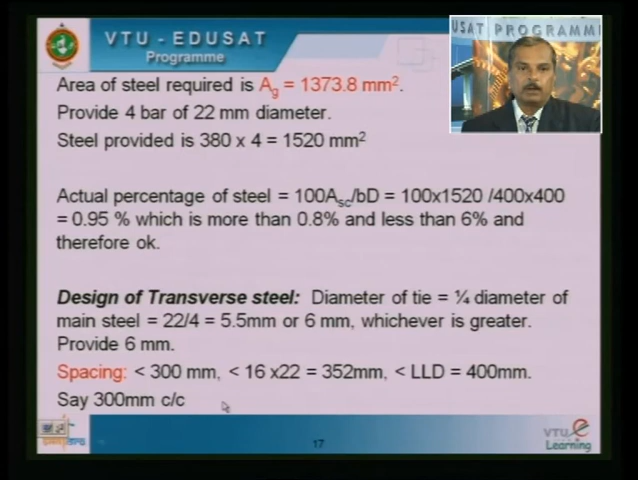 VTU - EDUSAT
Programme
USAT PROGRAMM
Area of steel required is Ag = 1373.8 mm².
Provide 4 bar of 22 mm diameter.
Steel provided is 380 x 4 = 1520 mm²
Actual percentage of steel = 100Asc/bD = 100x1520 /400x400
= 0.95 % which is more than 0.8% and less than 6% and
therefore ok.
Design of Transverse steel: Diameter of tie = ¼ diameter of
main steel = 22/4 = 5.5mm or 6 mm, whichever is greater.
Provide 6 mm.
Spacing: < 300 mm, < 16 x22 = 352mm, < LLD = 400mm.
Say 300mm c/c
17
VTU e
Learning